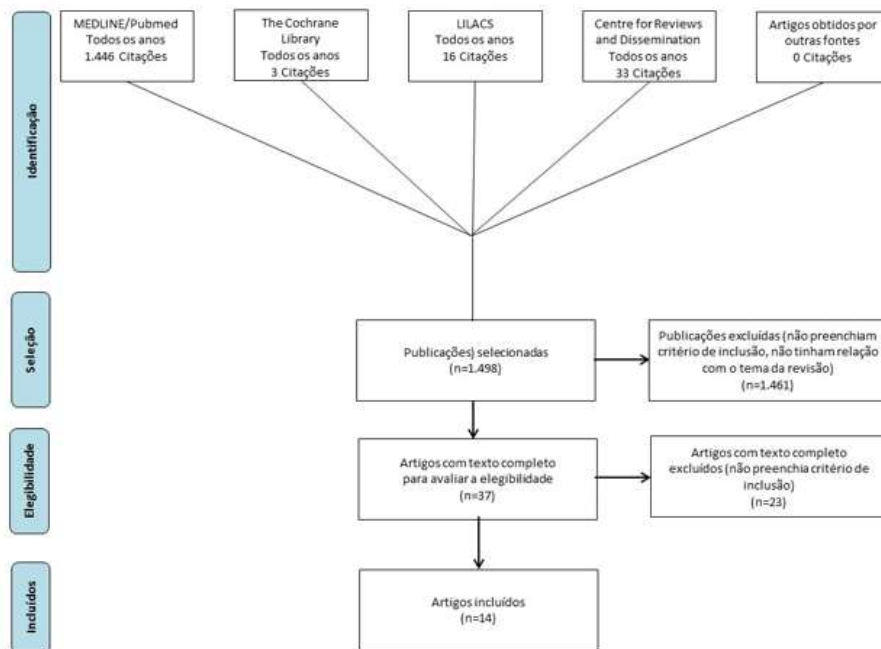 Identificação
MEDLINE/Pubmed
Todos os anos
1.446 Citações
The Cochrane
Library
Todos os anos
3 Citações
LILACS
Todos os anos
16 Citações
Centre for Reviews
and Dissemination
Todos os anos
33 Citações
Artigos obtidos por
outras fontes
0 Citações
Seleção
Publicações) selecionadas
(n=1.498)
Publicações excluídas (não preenchiam
critério de inclusão, não tinham relação
com o tema da revisão)
(n=1.461)
Elegibilidade
Artigos com texto completo
para avaliar a elegibilidade
(n=37)
Artigos com texto completo
excluídos (não preenchia critério de
inclusão)
(n=23)
Incluídos
Artigos incluídos
(n=14)